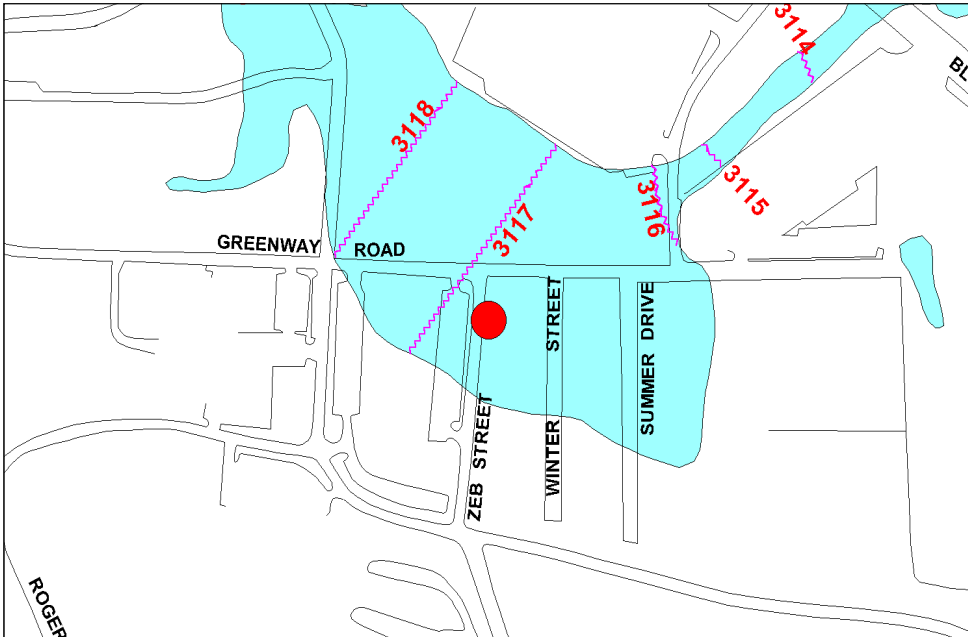 3114
BL
3118
3115
3116
3117
GREENWAY ROAD
WINTER STREET
SUMMER DRIVE
ZEB STREET
ROGER